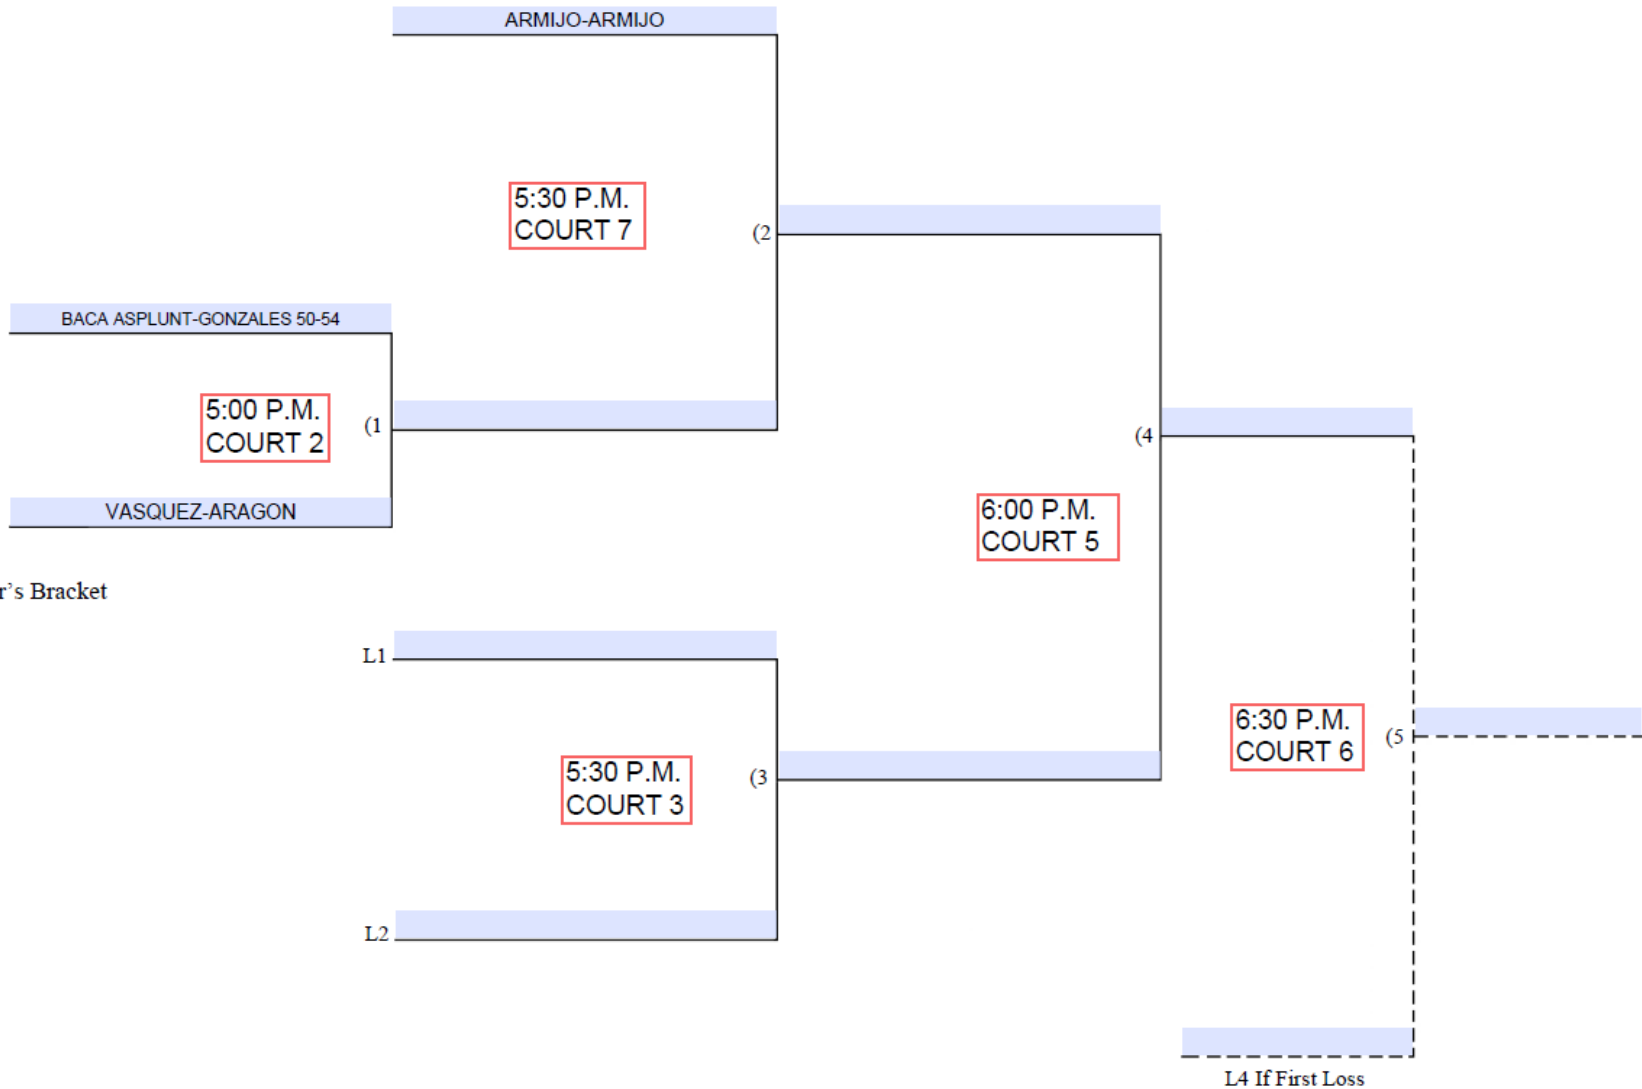 ARMIJO-ARMIJO
5:30 P.M.
COURT 7
(2
BACA ASPLUNT-GONZALES 50-54
5:00 P.M.
COURT 2
(1
VASQUEZ-ARAGON
(4
6:00 P.M.
COURT 5
r’s Bracket
L1
5:30 P.M.
COURT 3
(3
6:30 P.M.
COURT 6
(5
L2
L4 If First Loss